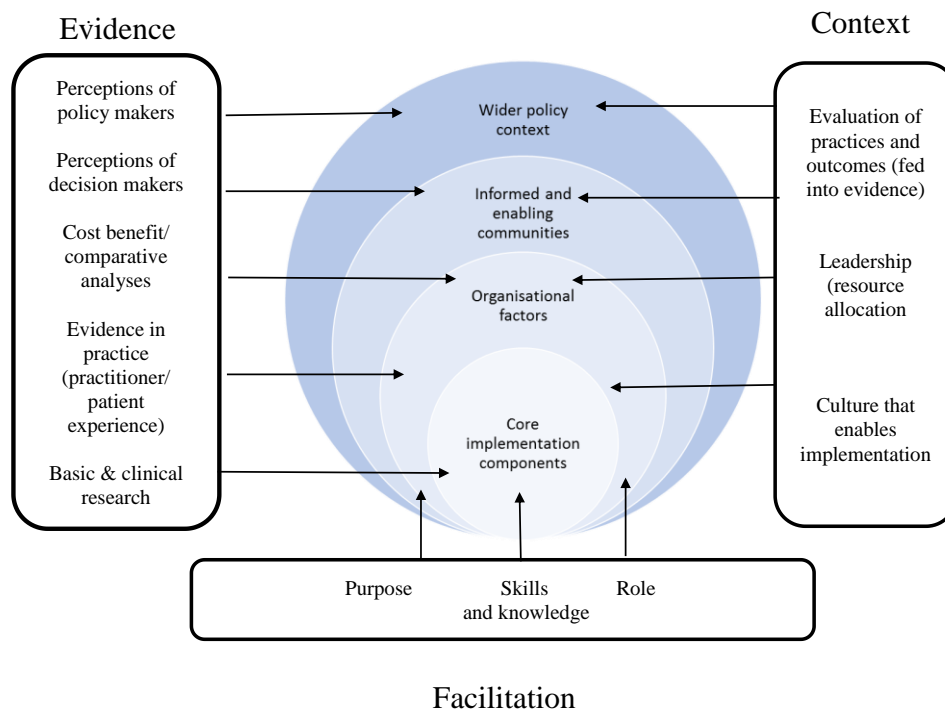 Evidence
Perceptions of
policy makers
Perceptions of
decision makers
Cost benefit/
comparative
analyses
Evidence in
practice
(practitioner/
patient
experience)
Basic & clinical
research
Wider policy
context
Informed and
enabling
communities
Organisational
factors
Core
implementation
components
Context
Evaluation of
practices and
outcomes (fed
into evidence)
Leadership
(resource
allocation
Culture that
enables
implementation
Purpose
Skills
and knowledge
Role
Facilitation